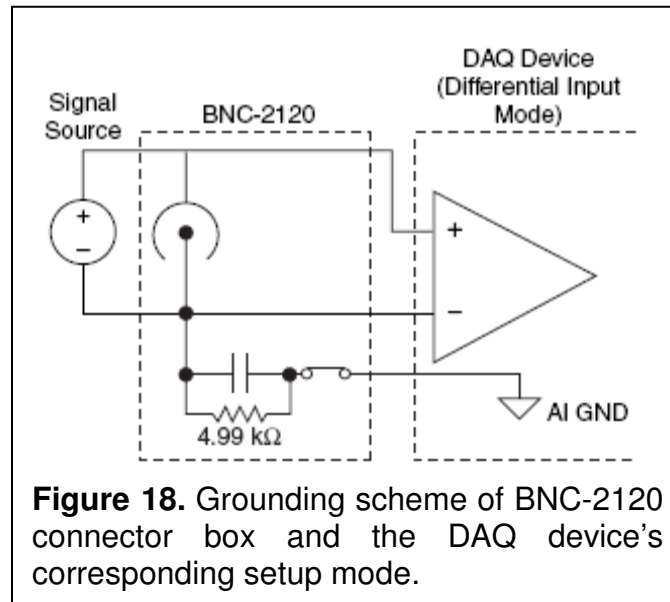 DAQ Device
(Differential Input
Mode)
Signal
Source
BNC-2120
+
−
+
−
4.99 kΩ
AI GND
Figure 18. Grounding scheme of BNC-2120
connector box and the DAQ device's
corresponding setup mode.